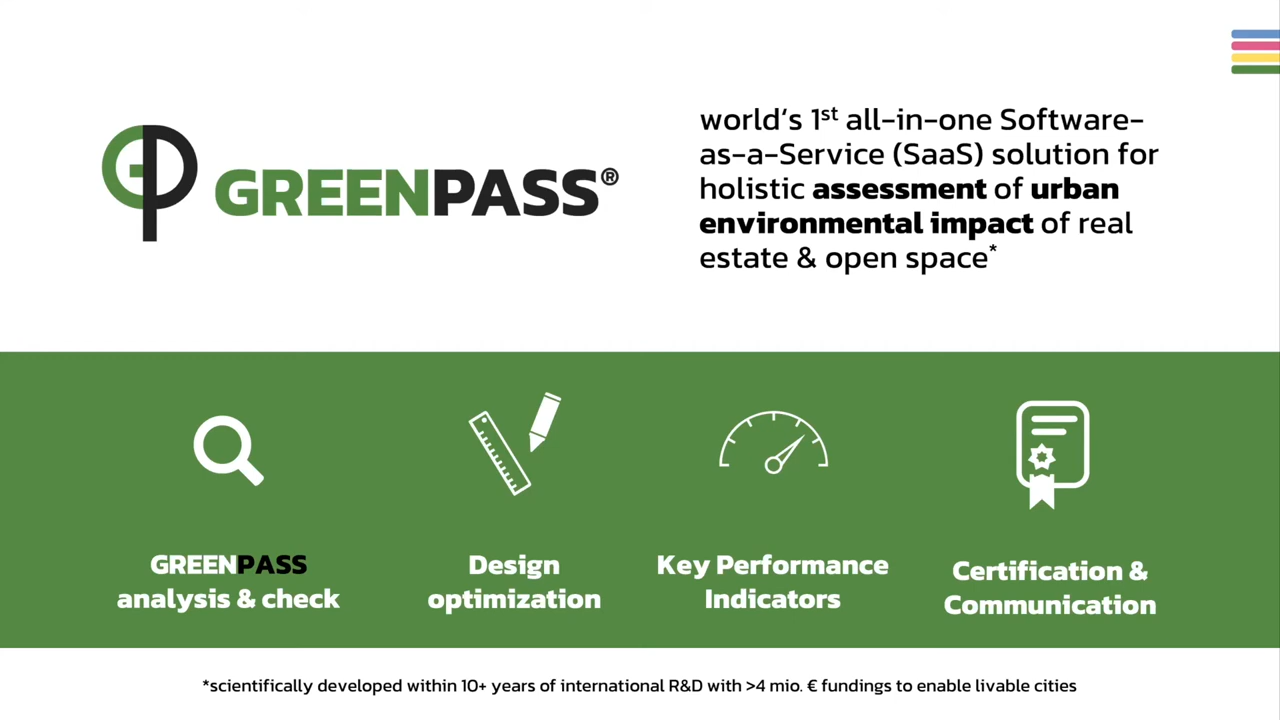 GREENPASS®
world's 1st all-in-one Software-
as-a-Service (SaaS) solution for
holistic assessment of urban
environmental impact of real
estate & open space*
GREENPASS
analysis & check
Design
optimization
Key Performance
Indicators
Certification &
Communication
*scientifically developed within 10+ years of international R&D with >4 mio. € fundings to enable livable cities